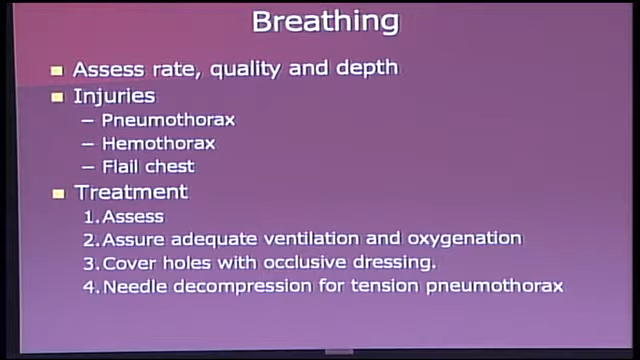 Breathing
Assess rate, quality and depth
Injuries
– Pneumothorax
– Hemothorax
– Flail chest
Treatment
1. Assess
2. Assure adequate ventilation and oxygenation
3. Cover holes with occlusive dressing.
4. Needle decompression for tension pneumothorax